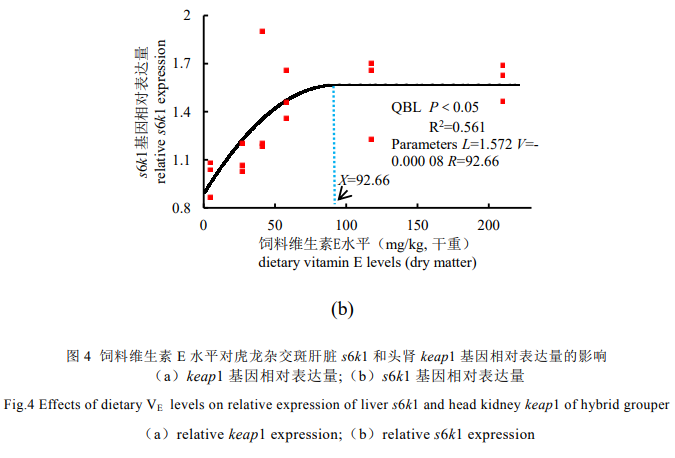 2
1.7
1.4
1.1
0.8
s6k1基因相对表达量
relative s6k1 expression
QBL P < 0.05
R²=0.561
Parameters L=1.572 V=-
0.000 08 R=92.66
X=92.66
0 50 100 150 200
饲料维生素E水平（mg/kg, 干重）
dietary vitamin E levels (dry matter)
(b)
图 4 饲料维生素 E 水平对虎龙杂交斑肝脏 s6k1 和头肾 keap1 基因相对表达量的影响
（a）keap1 基因相对表达量;（b）s6k1 基因相对表达量
Fig.4 Effects of dietary VE levels on relative expression of liver s6k1 and head kidney keap1 of hybrid grouper
（a）relative keap1 expression;（b）relative s6k1 expression